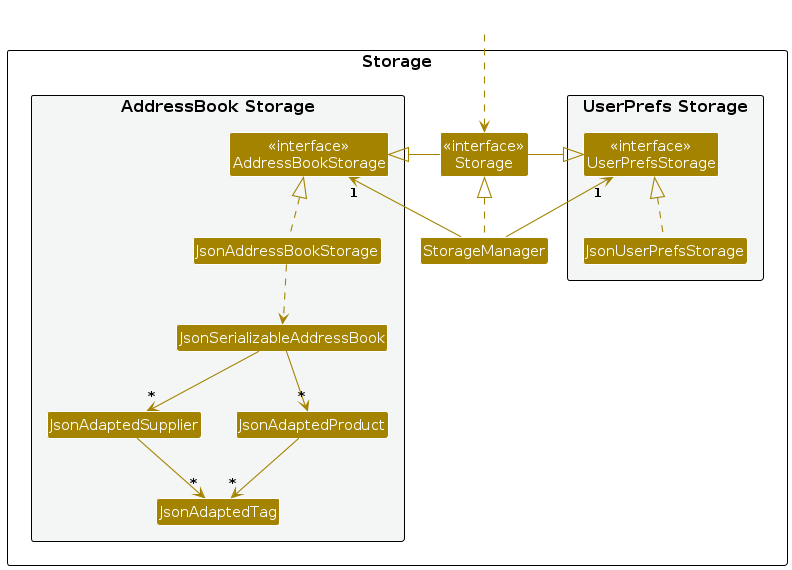 Storage
AddressBook Storage
UserPrefs Storage
«interface»
AddressBookStorage
«interface»
Storage
«interface»
UserPrefsStorage
1
1
JsonAddressBookStorage
StorageManager
JsonUserPrefsStorage
JsonSerializableAddressBook
*
*
JsonAdaptedSupplier
JsonAdaptedProduct
*
*
JsonAdaptedTag